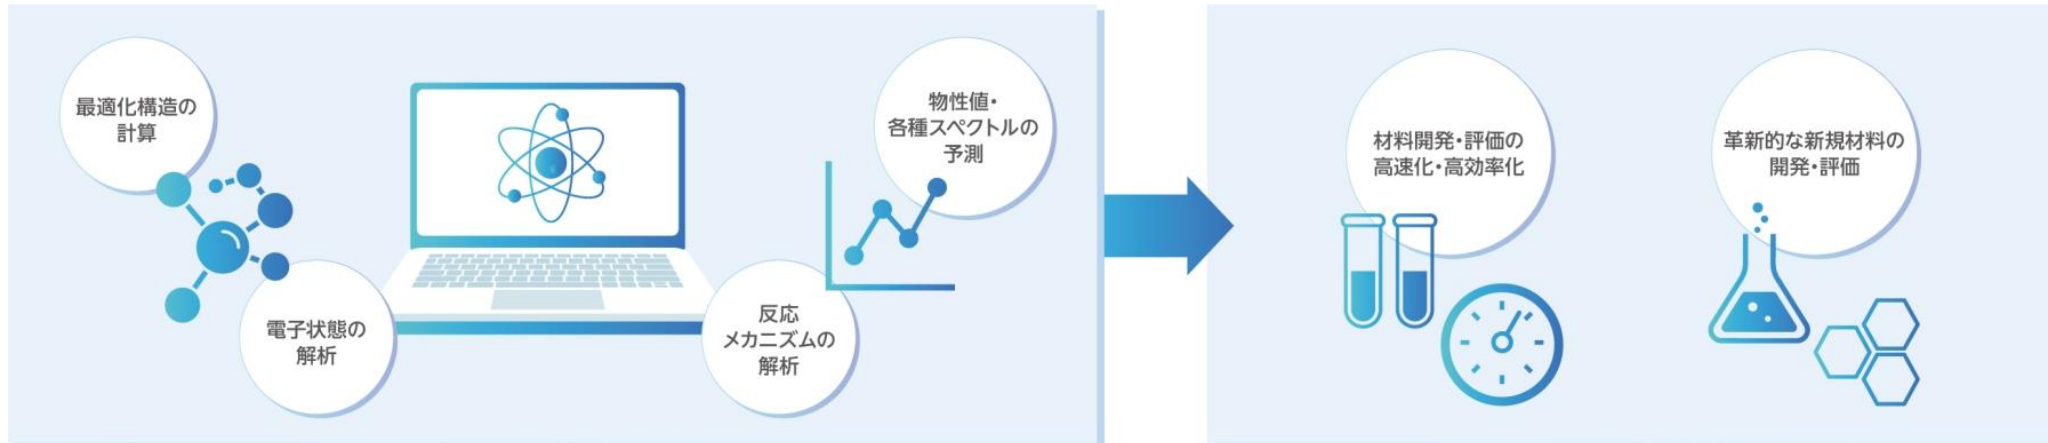 最適化構造の
計算
電子状態の
解析
物性値・
各種スペクトルの
予測
反応
メカニズムの
解析
材料開発・評価の
高速化・高効率化
革新的な新規材料の
開発・評価